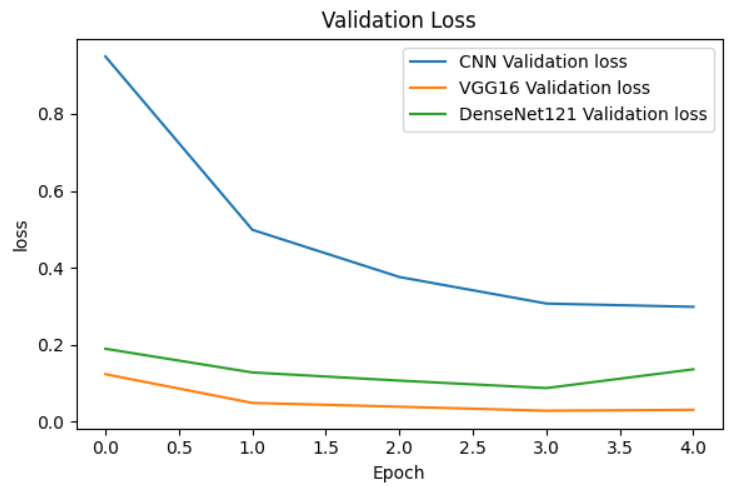 Validation Loss
CNN Validation loss
VGG16 Validation loss
DenseNet121 Validation loss
loss
0.8
0.6
0.4
0.2
0.0
0.0 0.5 1.0 1.5 2.0 2.5 3.0 3.5 4.0
Epoch